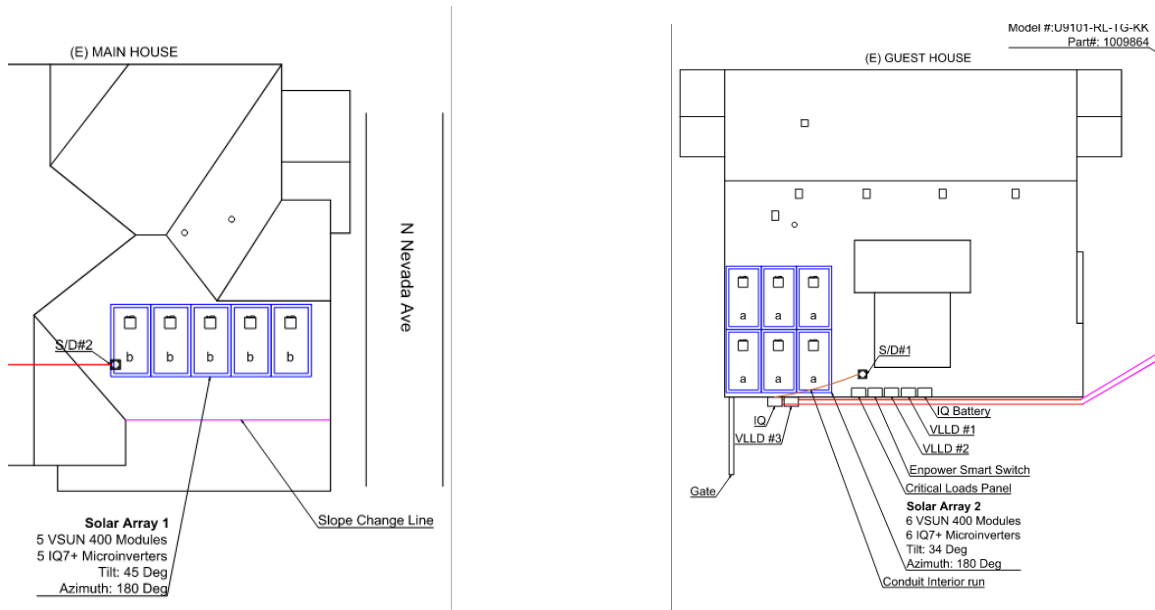 (E) MAIN HOUSE
N Nevada Ave
b b b b b
S/D#2
Slope Change Line
Solar Array 1
5 VSUN 400 Modules
5 IQ7+ Microinverters
Tilt: 45 Deg
Azimuth: 180 Deg
Model #:U9101-RL-TG-KK
Part#: 1009864
(E) GUEST HOUSE
a a a
a a a
S/D#1
IQ
VLLD #3
IQ Battery
VLLD #1
VLLD #2
Enpower Smart Switch
Critical Loads Panel
Gate
Solar Array 2
6 VSUN 400 Modules
6 IQ7+ Microinverters
Tilt: 34 Deg
Azimuth: 180 Deg
Conduit Interior run